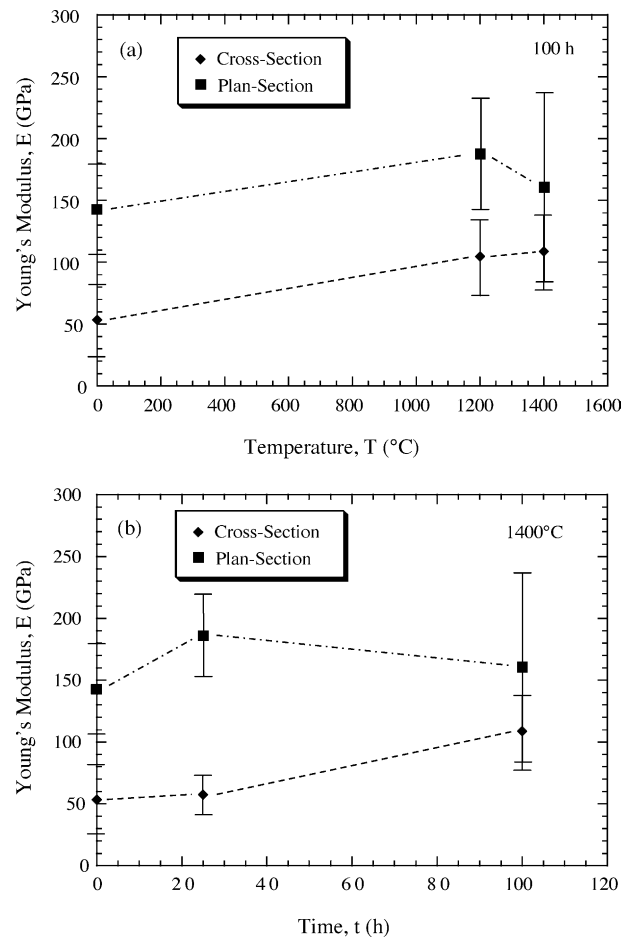 300
(a)
Cross-Section
Plan-Section
100 h
250
200
150
100
50
0
Young's Modulus, E (GPa)
0 200 400 600 800 1000 1200 1400 1600
Temperature, T (°C)
300
(b)
Cross-Section
Plan-Section
1400°C
250
200
150
100
50
0
Young's Modulus, E (GPa)
0 20 40 60 80 100 120
Time, t (h)